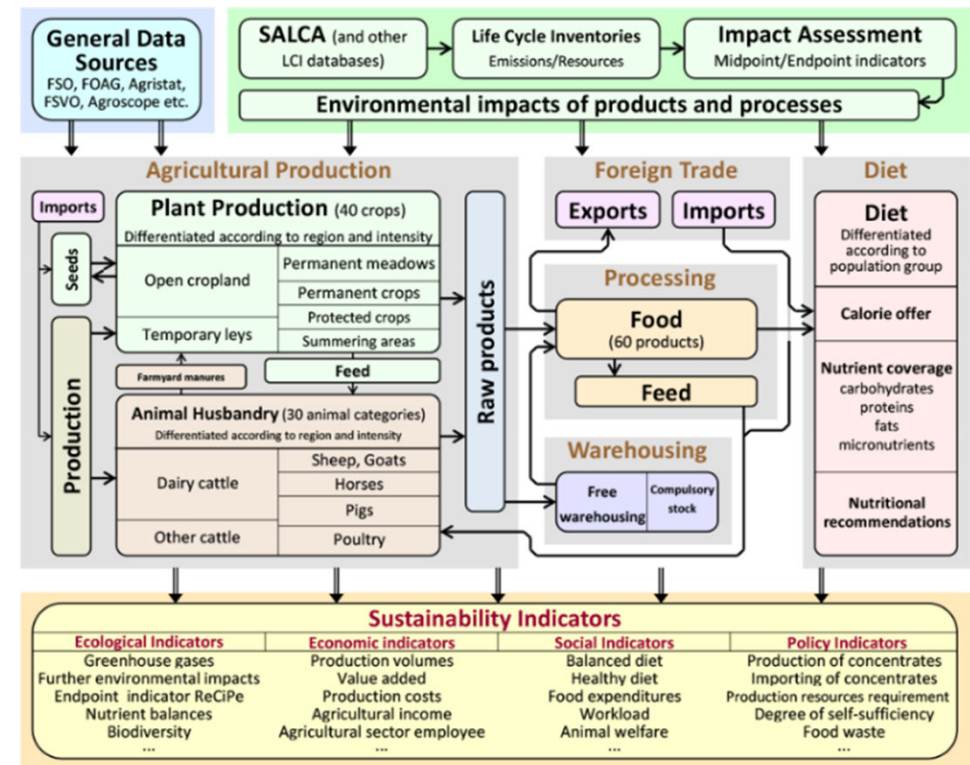 General Data
Sources
FSO, FOAG, Agristat,
FSVO, Agroscope etc.
SALCA (and other
LCI databases)
Life Cycle Inventories
Emissions/Resources
Impact Assessment
Midpoint/Endpoint indicators
Environmental impacts of products and processes
Agricultural Production
Imports
Seeds
Production
Plant Production (40 crops)
Differentiated according to region and intensity
Open cropland
Temporary leys
Permanent meadows
Permanent crops
Protected crops
Summering areas
Farmyard manures
Feed
Animal Husbandry (30 animal categories)
Differentiated according to region and intensity
Dairy cattle
Other cattle
Sheep, Goats
Horses
Pigs
Poultry
Raw products
Foreign Trade
Exports
Imports
Processing
Food
(60 products)
Feed
Warehousing
Free
warehousing
Compulsory
stock
Diet
Diet
Differentiated
according to
population group
Calorie offer
Nutrient coverage
carbohydrates
proteins
fats
micronutrients
Nutritional
recommendations
Sustainability Indicators
Ecological Indicators
Greenhouse gases
Further environmental impacts
Endpoint indicator ReCiPe
Nutrient balances
Biodiversity
...
Economic indicators
Production volumes
Value added
Production costs
Agricultural income
Agricultural sector employee
...
Social Indicators
Balanced diet
Healthy diet
Food expenditures
Workload
Animal welfare
...
Policy Indicators
Production of concentrates
Importing of concentrates
Production resources requirement
Degree of self-sufficiency
Food waste
...